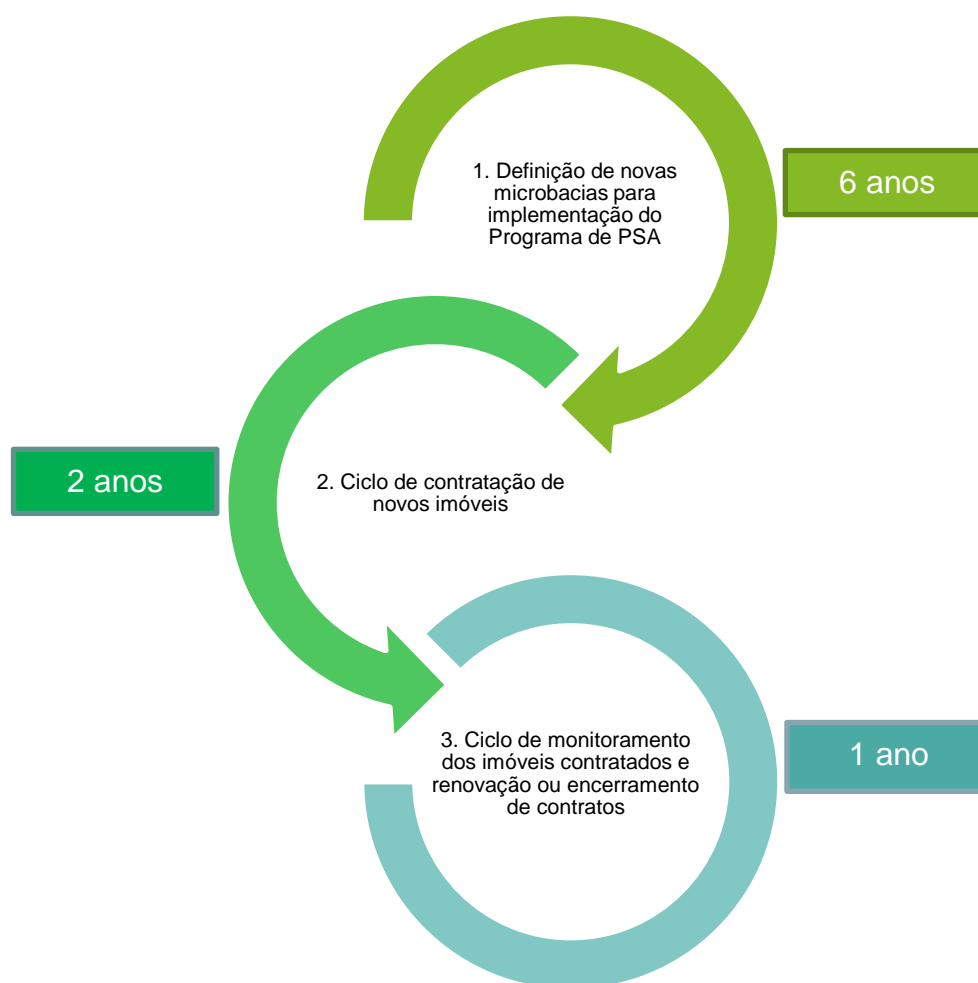 1. Definição de novas
microbacias para
implementação do
Programa de PSA
6 anos
2 anos
2. Ciclo de contratação de
novos imóveis
3. Ciclo de monitoramento
dos imóveis contratados e
renovação ou encerramento
de contratos
1 ano